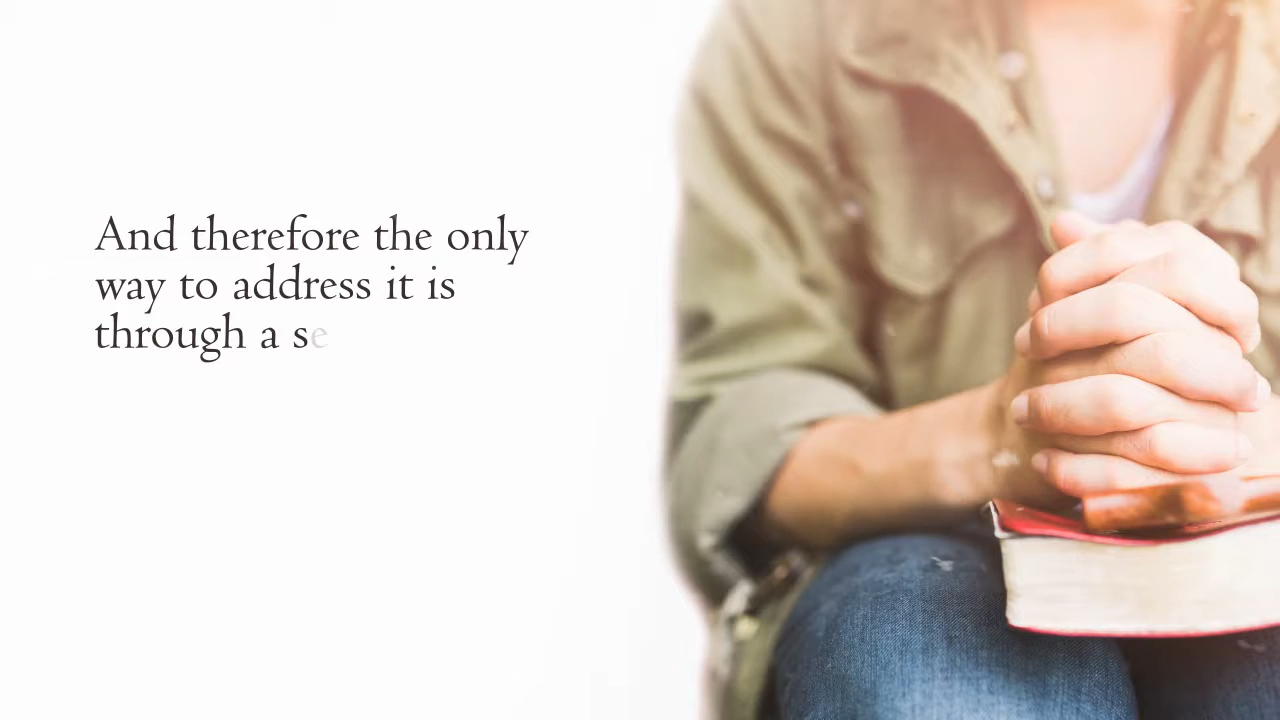 And therefore the only
way to address it is
through a se